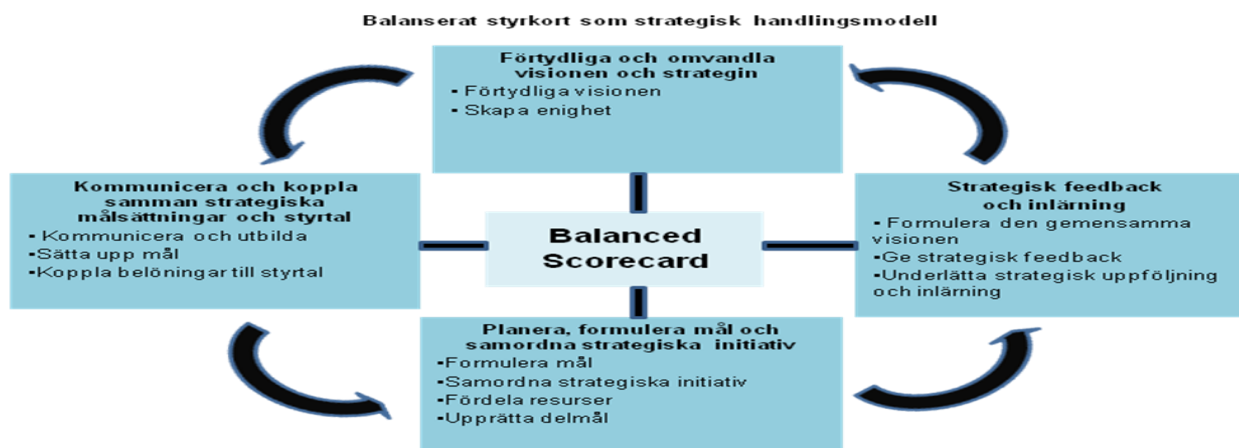 Balanserat styrkort som strategisk handlingsmodell
Förtydliga och omvandla
visionen och strategin
▪ Förtydliga visionen
▪ Skapa enighet
Kommunicera och koppla
samman strategiska
målsättningar och styrtal
▪ Kommunicera och utbilda
▪Sätta upp mål
▪Koppla belöningar till styrtal
Balanced
Scorecard
Strategisk feedback
och inlärning
▪ Formulera den gemensamma
visionen
▪Ge strategisk feedback
▪Underlätta strategisk uppföljning
och inlärning
Planera, formulera mål och
samordna strategiska initiativ
▪Formulera mål
▪Samordna strategiska initiativ
▪Fördela resurser
▪Upprätta delmål